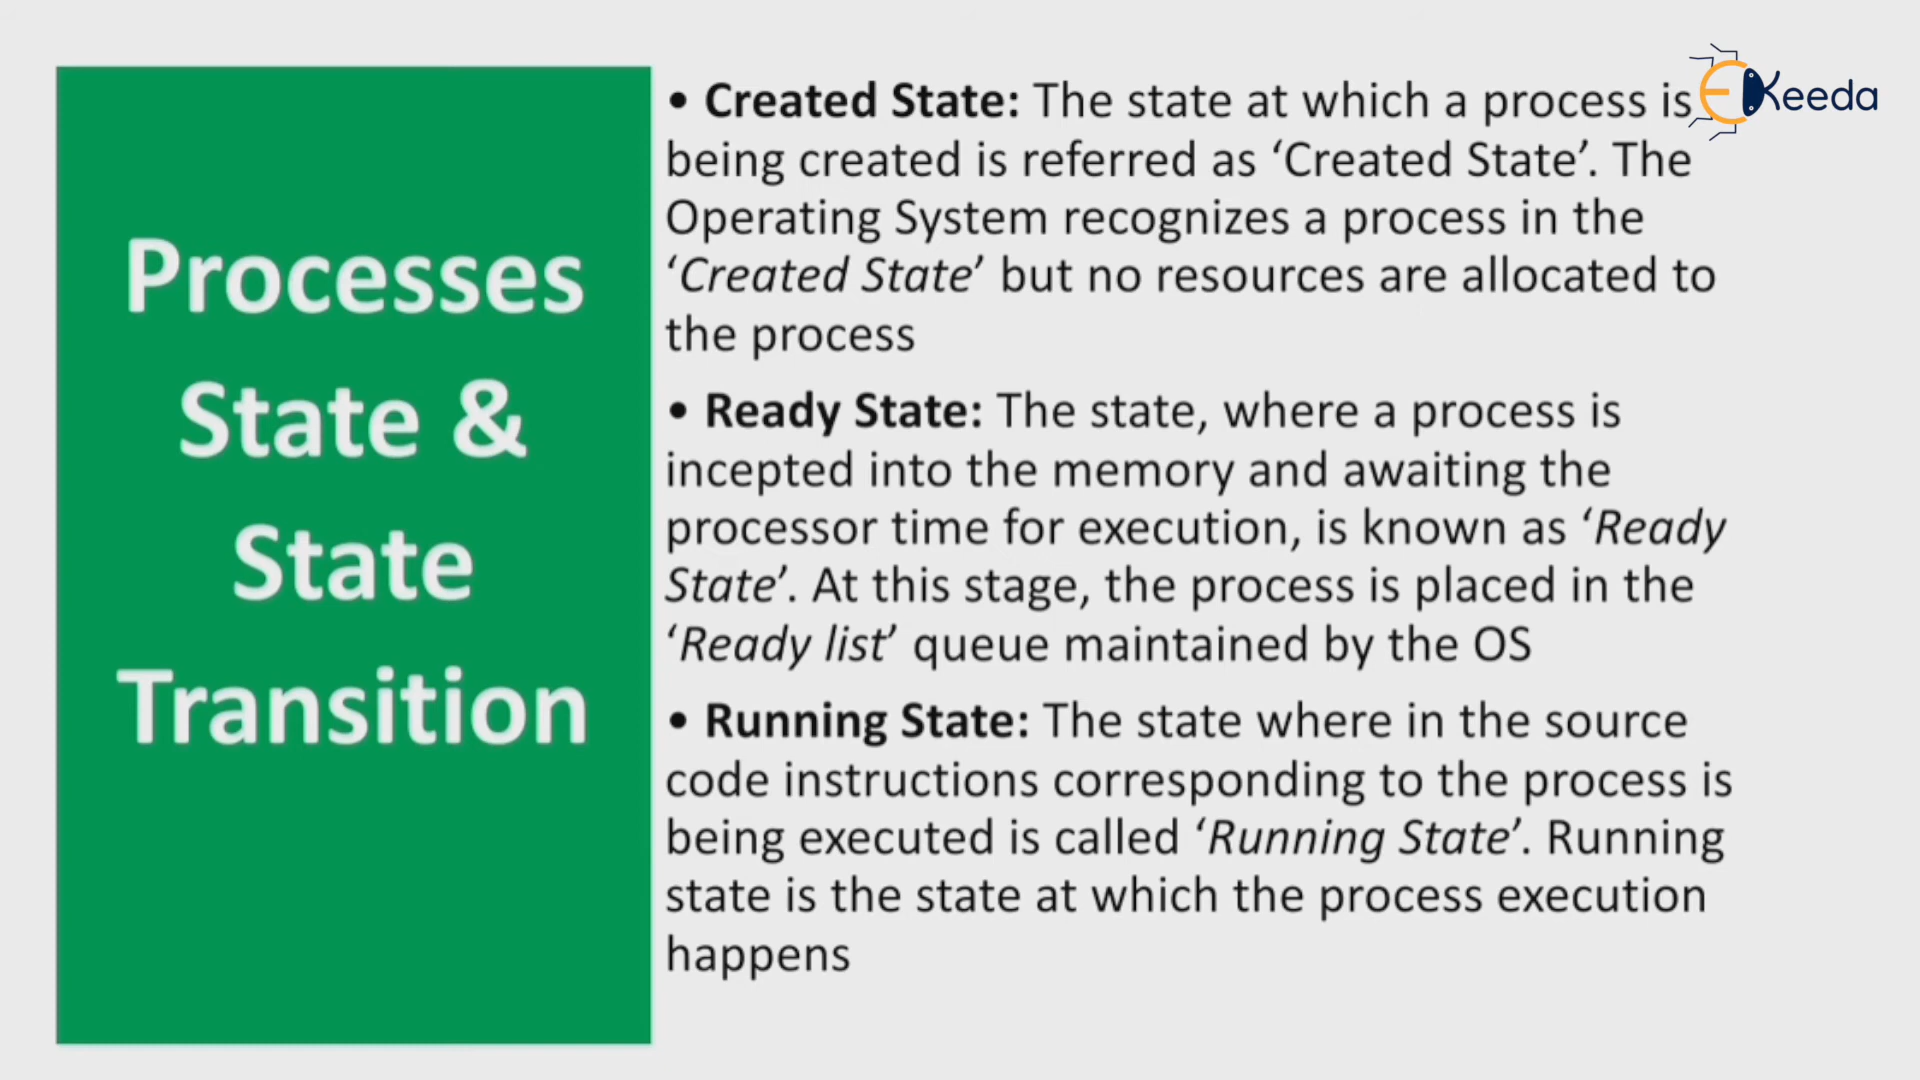 Processes
State &
State
Transition
• Created State: The state at which a process is
being created is referred as ‘Created State’. The
Operating System recognizes a process in the
‘Created State’ but no resources are allocated to
the process
• Ready State: The state, where a process is
incepted into the memory and awaiting the
processor time for execution, is known as ‘Ready
State’. At this stage, the process is placed in the
‘Ready list’ queue maintained by the OS
• Running State: The state where in the source
code instructions corresponding to the process is
being executed is called ‘Running State’. Running
state is the state at which the process execution
happens
EKeeda